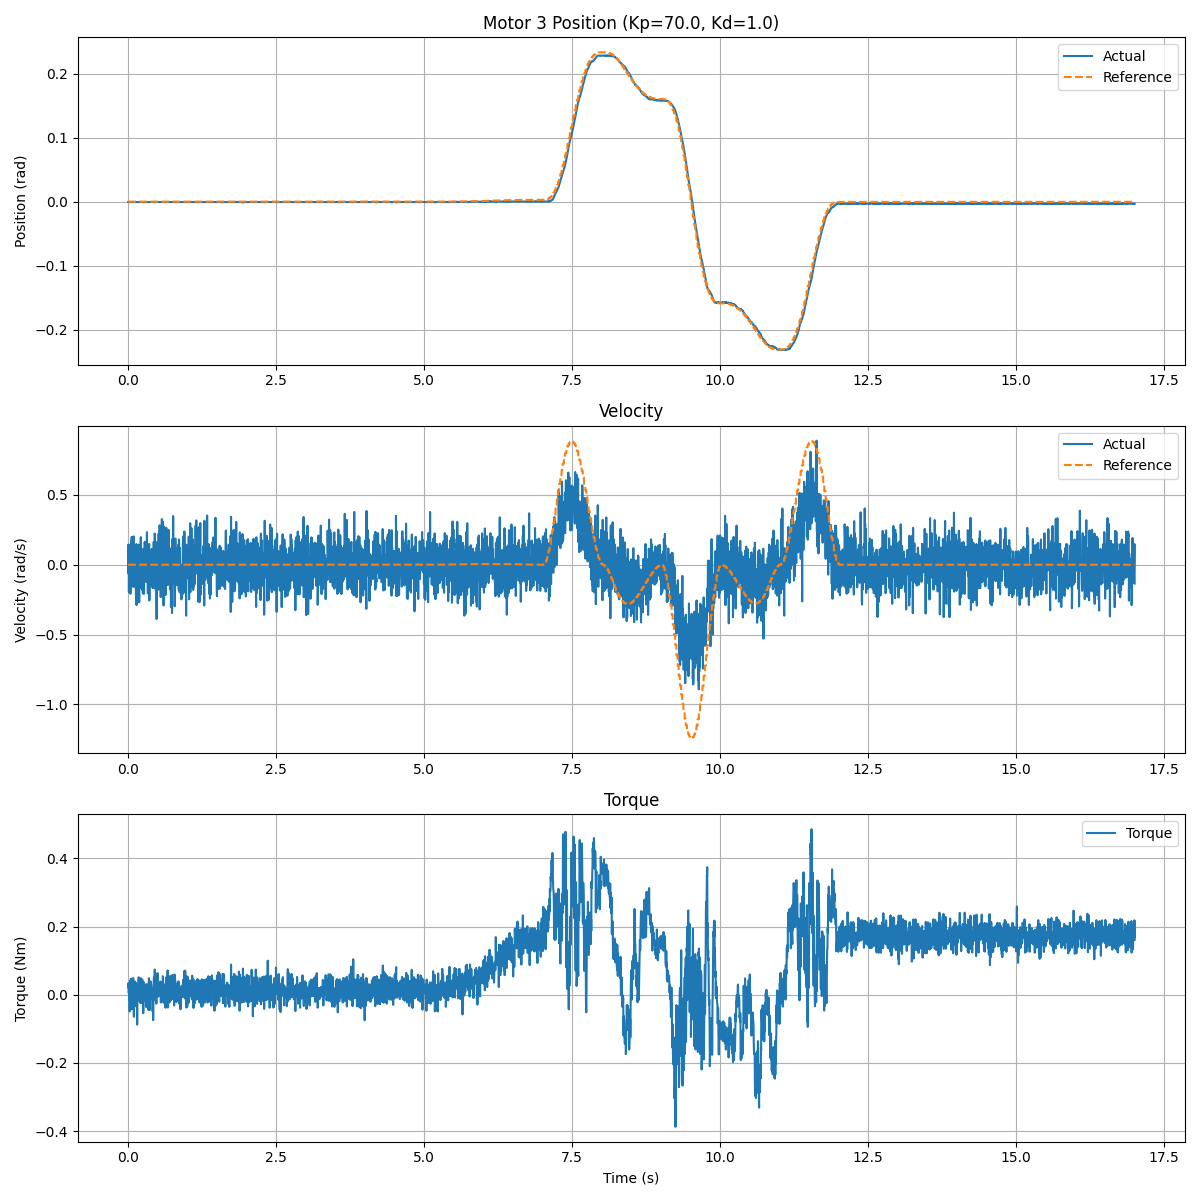 Motor 3 Position (Kp=70.0, Kd=1.0)
Actual
Reference
Position (rad)
0.2
0.1
0.0
−0.1
−0.2
0.0 2.5 5.0 7.5 10.0 12.5 15.0 17.5
Velocity
Actual
Reference
Velocity (rad/s)
0.5
0.0
−0.5
−1.0
0.0 2.5 5.0 7.5 10.0 12.5 15.0 17.5
Torque
Torque
Torque (Nm)
0.4
0.2
0.0
−0.2
−0.4
0.0 2.5 5.0 7.5 10.0 12.5 15.0 17.5
Time (s)